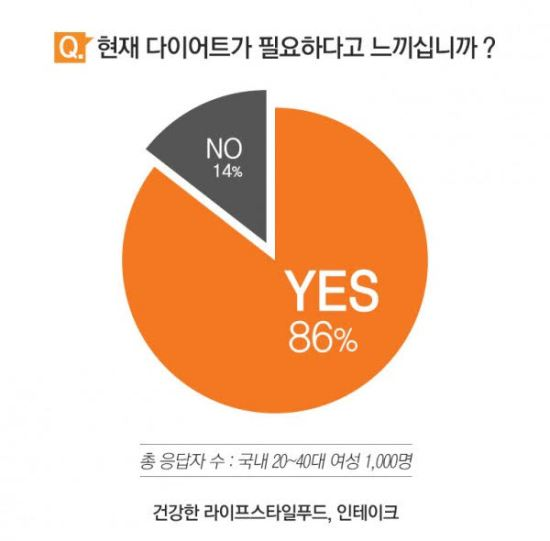 Q. 현재 다이어트가 필요하다고 느끼십니까 ?
NO
14%
YES
86%
총 응답자 수 : 국내 20~40대 여성 1,000명
건강한 라이프스타일푸드, 인테이크